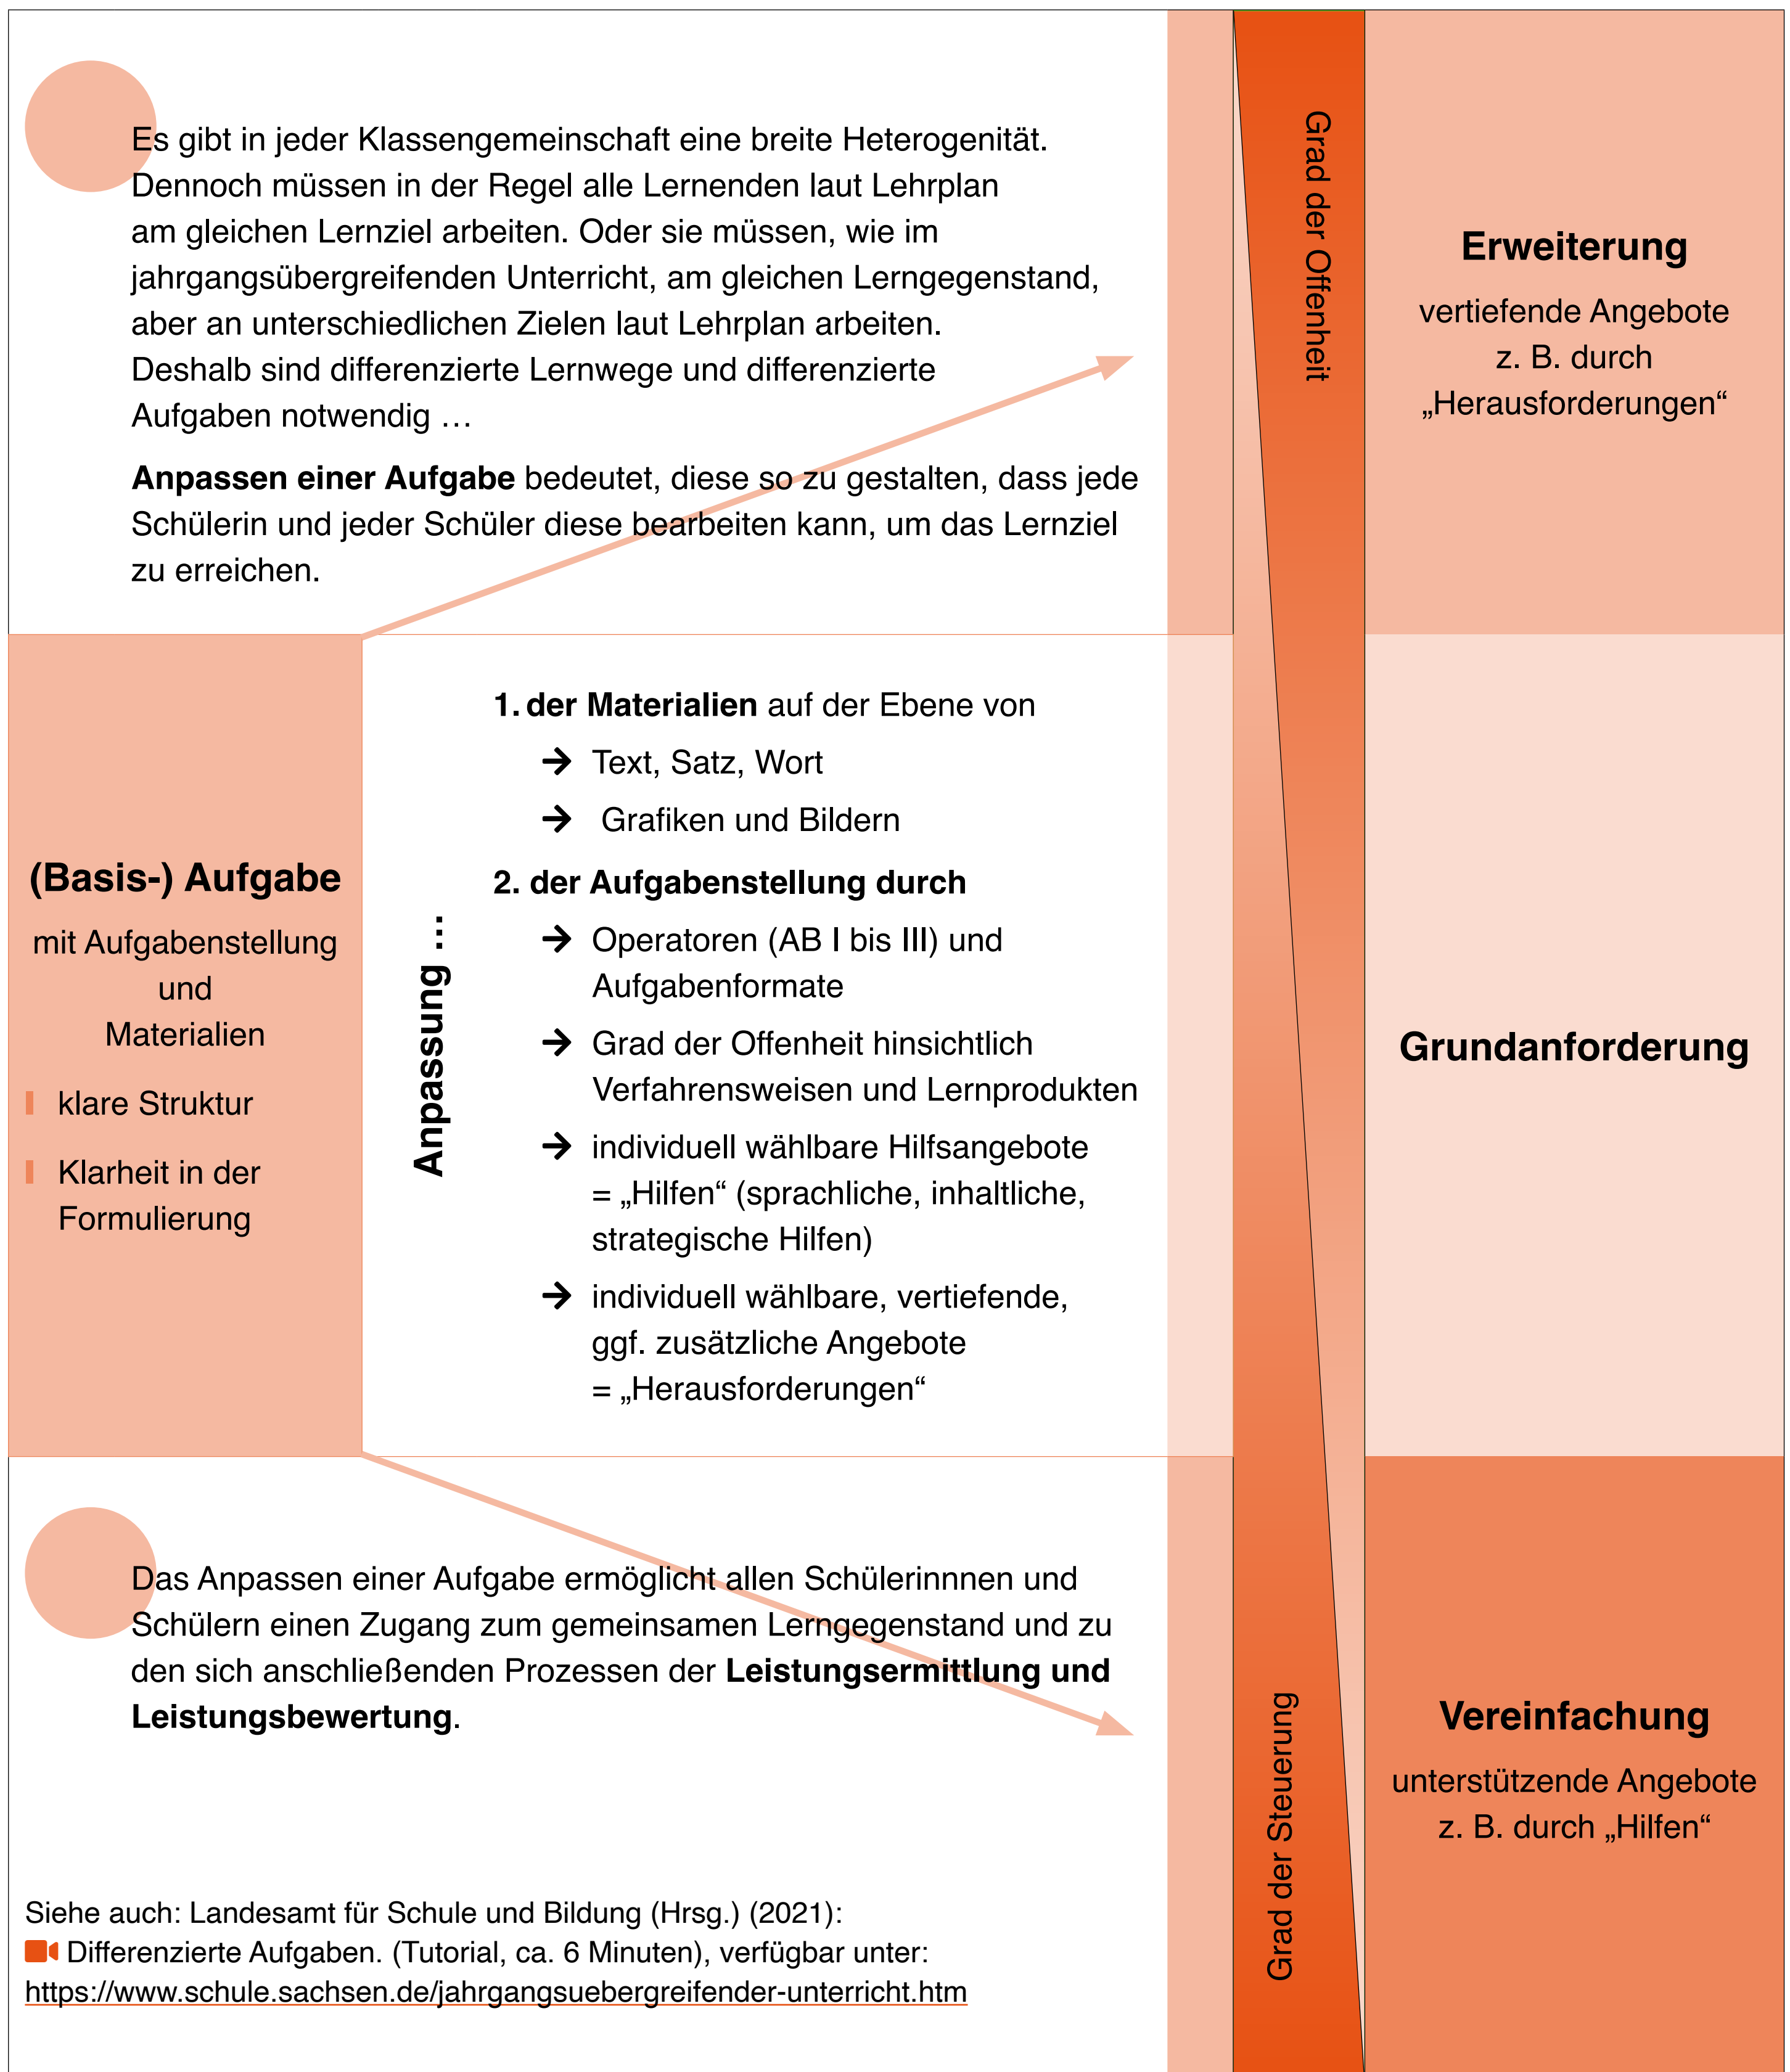 Es gibt in jeder Klassengemeinschaft eine breite Heterogenität.
Dennoch müssen in der Regel alle Lernenden laut Lehrplan
am gleichen Lernziel arbeiten. Oder sie müssen, wie im
jahrgangsübergreifenden Unterricht, am gleichen Lerngegenstand,
aber an unterschiedlichen Zielen laut Lehrplan arbeiten.
Deshalb sind differenzierte Lernwege und differenzierte
Aufgaben notwendig …
Anpassen einer Aufgabe bedeutet, diese so zu gestalten, dass jede
Schülerin und jeder Schüler diese bearbeiten kann, um das Lernziel
zu erreichen.
Grad der Offenheit
Erweiterung
vertiefende Angebote
z. B. durch
„Herausforderungen“
(Basis-) Aufgabe
mit Aufgabenstellung
und
Materialien
klare Struktur
Klarheit in der
Formulierung
Anpassung …
1. der Materialien auf der Ebene von
→ Text, Satz, Wort
→ Grafiken und Bildern
2. der Aufgabenstellung durch
→ Operatoren (AB I bis III) und
Aufgabenformate
→ Grad der Offenheit hinsichtlich
Verfahrensweisen und Lernprodukten
→ individuell wählbare Hilfsangebote
= „Hilfen“ (sprachliche, inhaltliche,
strategische Hilfen)
→ individuell wählbare, vertiefende,
ggf. zusätzliche Angebote
= „Herausforderungen“
Grundanforderung
Das Anpassen einer Aufgabe ermöglicht allen Schülerinnnen und
Schülern einen Zugang zum gemeinsamen Lerngegenstand und zu
den sich anschließenden Prozessen der Leistungsermittlung und
Leistungsbewertung.
Grad der Steuerung
Vereinfachung
unterstützende Angebote
z. B. durch „Hilfen“
Siehe auch: Landesamt für Schule und Bildung (Hrsg.) (2021):
Differenzierte Aufgaben. (Tutorial, ca. 6 Minuten), verfügbar unter:
https://www.schule.sachsen.de/jahrgangsuebergreifender-unterricht.htm